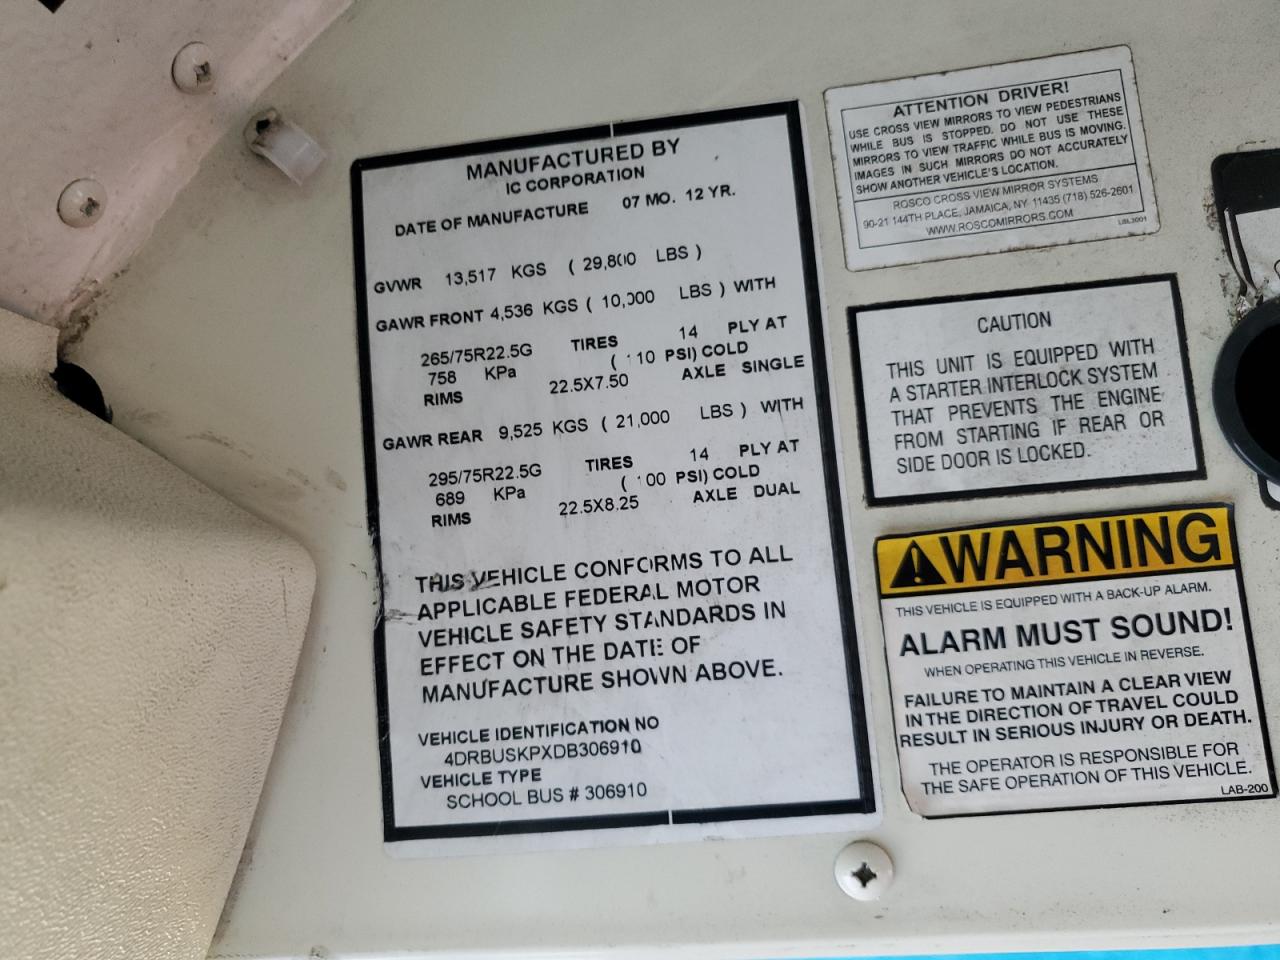 MANUFACTURED BY
IC CORPORATION
DATE OF MANUFACTURE 07 MO. 12 YR.
GVWR 13,517 KGS ( 29,800 LBS )
GAWR FRONT 4,536 KGS ( 10,000 LBS ) WITH
265/75R22.5G TIRES 14 PLY AT
758 KPa ( 110 PSI) COLD
RIMS 22.5X7.50 AXLE SINGLE
GAWR REAR 9,525 KGS ( 21,000 LBS ) WITH
295/75R22.5G TIRES 14 PLY AT
689 KPa ( 100 PSI) COLD
RIMS 22.5X8.25 AXLE DUAL
THIS VEHICLE CONFORMS TO ALL
APPLICABLE FEDERAL MOTOR
VEHICLE SAFETY STANDARDS IN
EFFECT ON THE DATE OF
MANUFACTURE SHOWN ABOVE.
VEHICLE IDENTIFICATION NO
4DRBUSKPXDB306910
VEHICLE TYPE
SCHOOL BUS # 306910
ATTENTION DRIVER!
USE CROSS VIEW MIRRORS TO VIEW PEDESTRIANS
WHILE BUS IS STOPPED. DO NOT USE THESE
MIRRORS TO VIEW TRAFFIC WHILE BUS IS MOVING.
IMAGES IN SUCH MIRRORS DO NOT ACCURATELY
SHOW ANOTHER VEHICLE'S LOCATION.
ROSCO CROSS VIEW MIRROR SYSTEMS
90-21 144TH PLACE, JAMAICA, NY 11435 (718) 526-2601
WWW.ROSCOMIRRORS.COM
LBL3001
CAUTION
THIS UNIT IS EQUIPPED WITH
A STARTER INTERLOCK SYSTEM
THAT PREVENTS THE ENGINE
FROM STARTING IF REAR OR
SIDE DOOR IS LOCKED.
WARNING
THIS VEHICLE IS EQUIPPED WITH A BACK-UP ALARM.
ALARM MUST SOUND!
WHEN OPERATING THIS VEHICLE IN REVERSE.
FAILURE TO MAINTAIN A CLEAR VIEW
IN THE DIRECTION OF TRAVEL COULD
RESULT IN SERIOUS INJURY OR DEATH.
THE OPERATOR IS RESPONSIBLE FOR
THE SAFE OPERATION OF THIS VEHICLE.
LAB-200